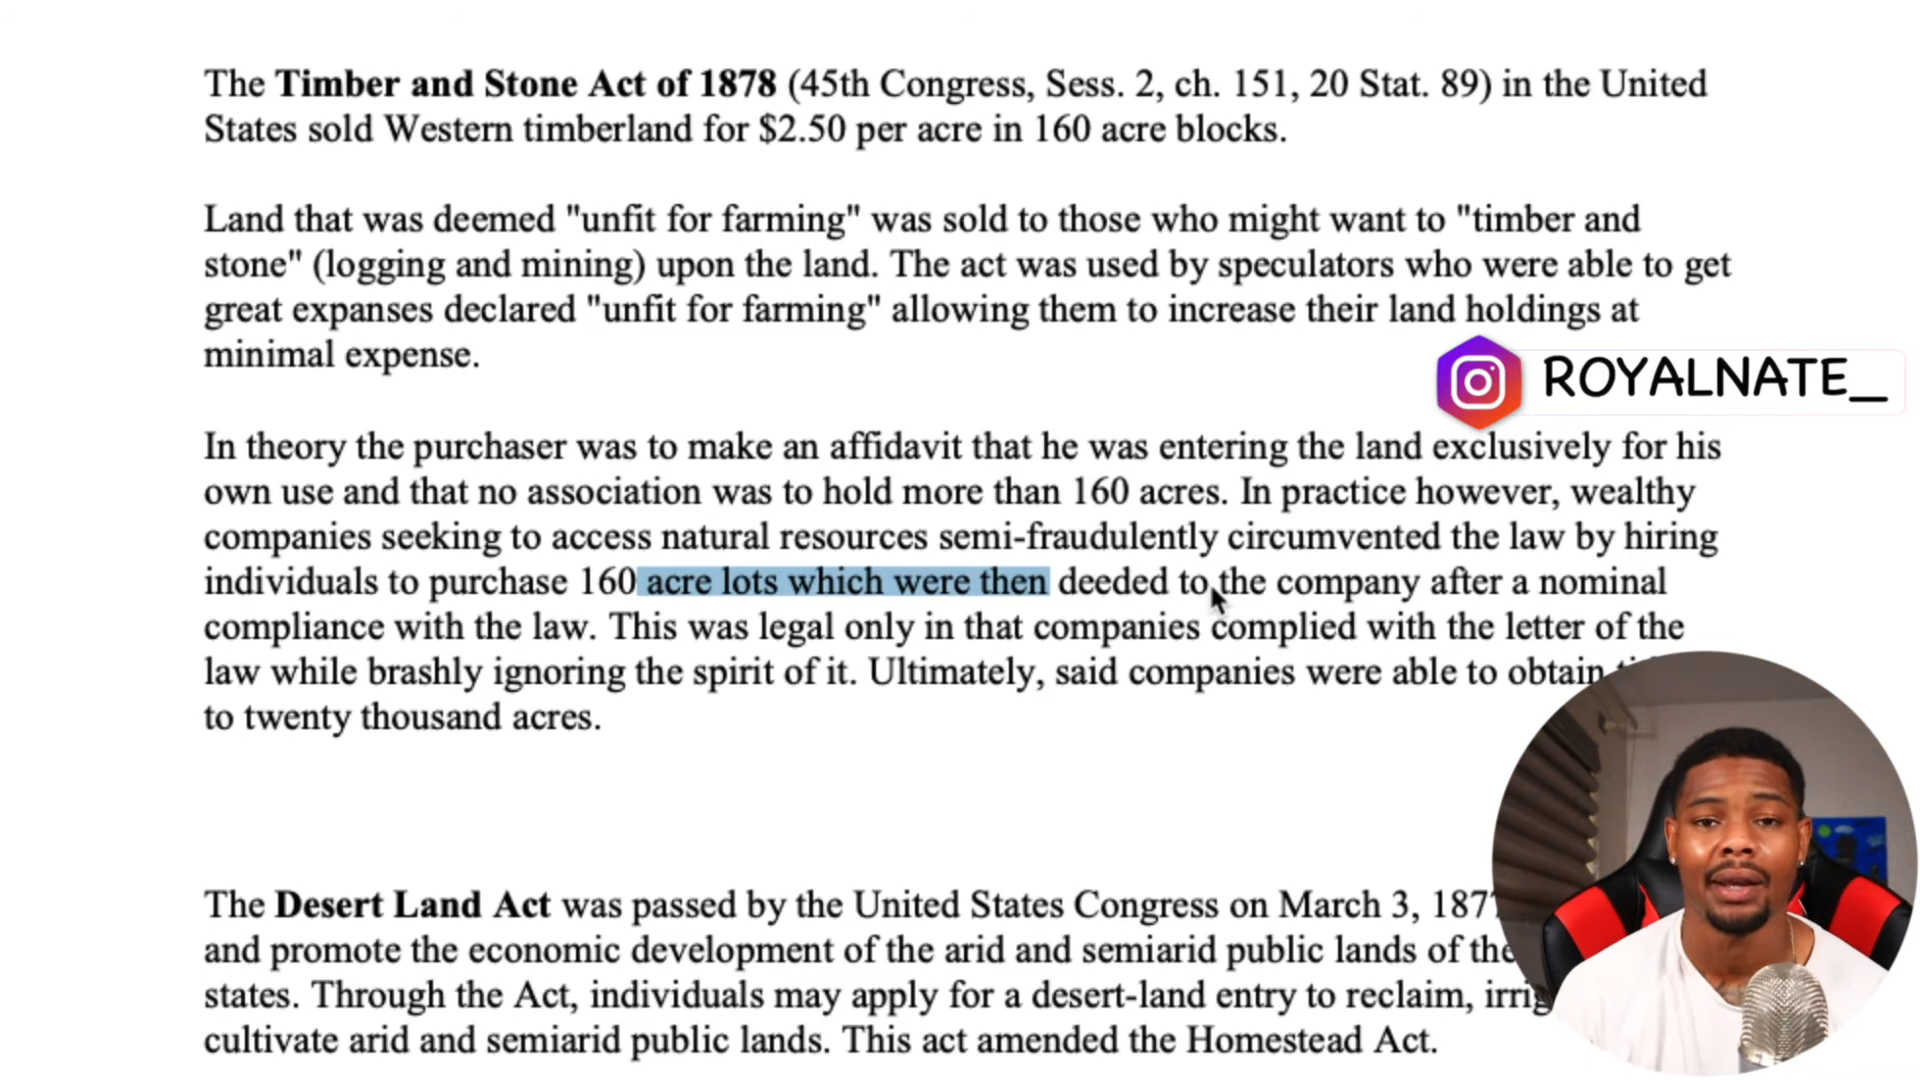 The Timber and Stone Act of 1878 (45th Congress, Sess. 2, ch. 151, 20 Stat. 89) in the United
States sold Western timberland for $2.50 per acre in 160 acre blocks.
Land that was deemed "unfit for farming" was sold to those who might want to "timber and
stone" (logging and mining) upon the land. The act was used by speculators who were able to get
great expanses declared "unfit for farming" allowing them to increase their land holdings at
minimal expense.
ROYALNATE_
In theory the purchaser was to make an affidavit that he was entering the land exclusively for his
own use and that no association was to hold more than 160 acres. In practice however, wealthy
companies seeking to access natural resources semi-fraudulently circumvented the law by hiring
individuals to purchase 160 acre lots which were then deeded to the company after a nominal
compliance with the law. This was legal only in that companies complied with the letter of the
law while brashly ignoring the spirit of it. Ultimately, said companies were able to obtain
to twenty thousand acres.
The Desert Land Act was passed by the United States Congress on March 3, 1877
and promote the economic development of the arid and semiarid public lands of the
states. Through the Act, individuals may apply for a desert-land entry to reclaim,
cultivate arid and semiarid public lands. This act amended the Homestead Act.